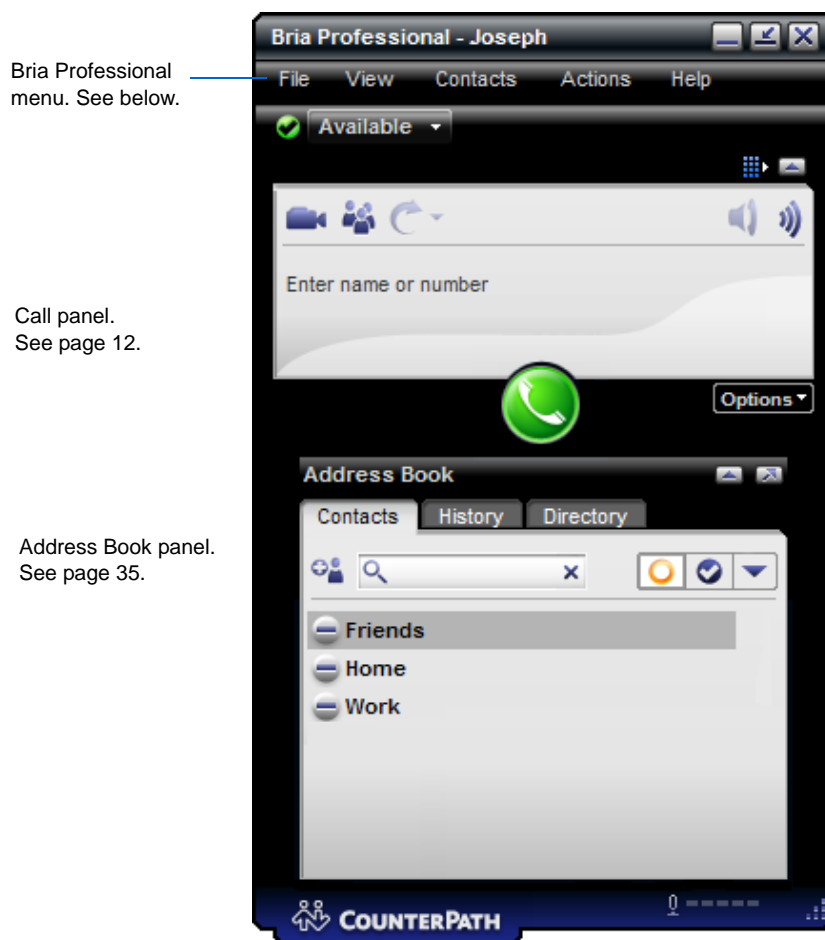 Bria Professional - Joseph
Bria Professional
menu. See below.
File View Contacts Actions Help
Available
Enter name or number
Call panel.
See page 12.
Options
Address Book
Contacts History Directory
Address Book panel.
See page 35.
Friends
Home
Work
COUNTERPATH